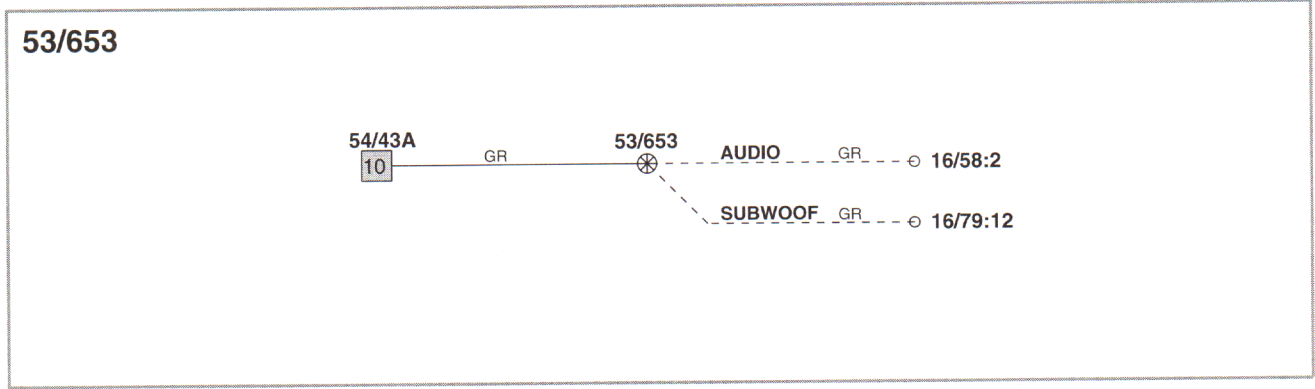 53/653
54/43A
10
GR
53/653
AUDIO GR
16/58:2
SUBWOOF GR
16/79:12